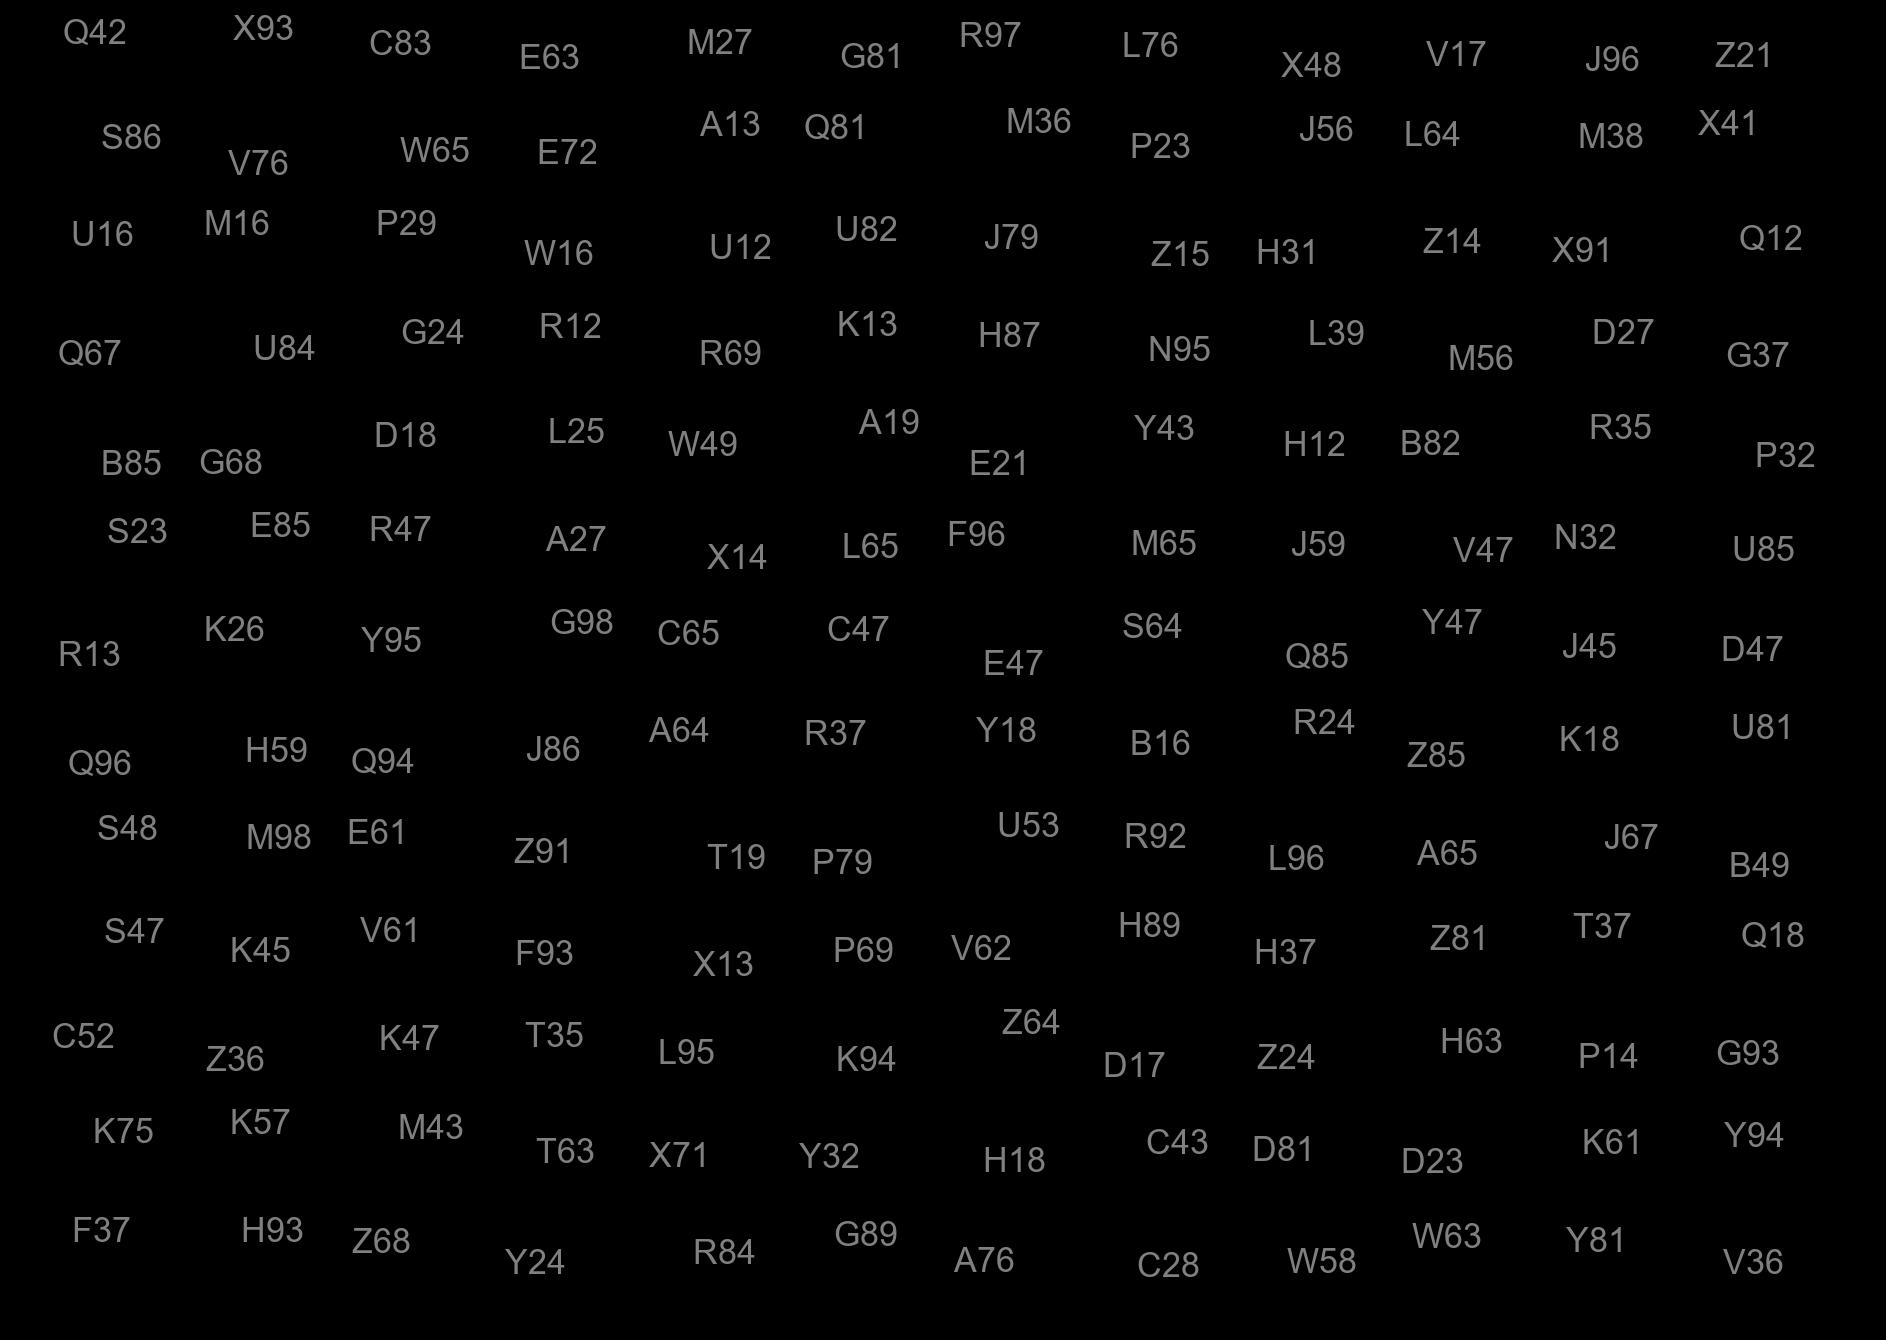 Q42 X93 C83 E63 M27 G81 R97 L76 X48 V17 J96 Z21
S86 V76 W65 E72 A13 Q81 M36 P23 J56 L64 M38 X41
U16 M16 P29 W16 U12 U82 J79 Z15 H31 Z14 X91 Q12
Q67 U84 G24 R12 R69 K13 H87 N95 L39 M56 D27 G37
B85 G68 D18 L25 W49 A19 E21 Y43 H12 B82 R35 P32
S23 E85 R47 A27 X14 L65 F96 M65 J59 V47 N32 U85
R13 K26 Y95 G98 C65 C47 E47 S64 Q85 Y47 J45 D47
Q96 H59 Q94 J86 A64 R37 Y18 B16 R24 Z85 K18 U81
S48 M98 E61 Z91 T19 P79 U53 R92 L96 A65 J67 B49
S47 K45 V61 F93 X13 P69 V62 H89 H37 Z81 T37 Q18
C52 Z36 K47 T35 L95 K94 Z64 D17 Z24 H63 P14 G93
K75 K57 M43 T63 X71 Y32 H18 C43 D81 D23 K61 Y94
F37 H93 Z68 Y24 R84 G89 A76 C28 W58 W63 Y81 V36